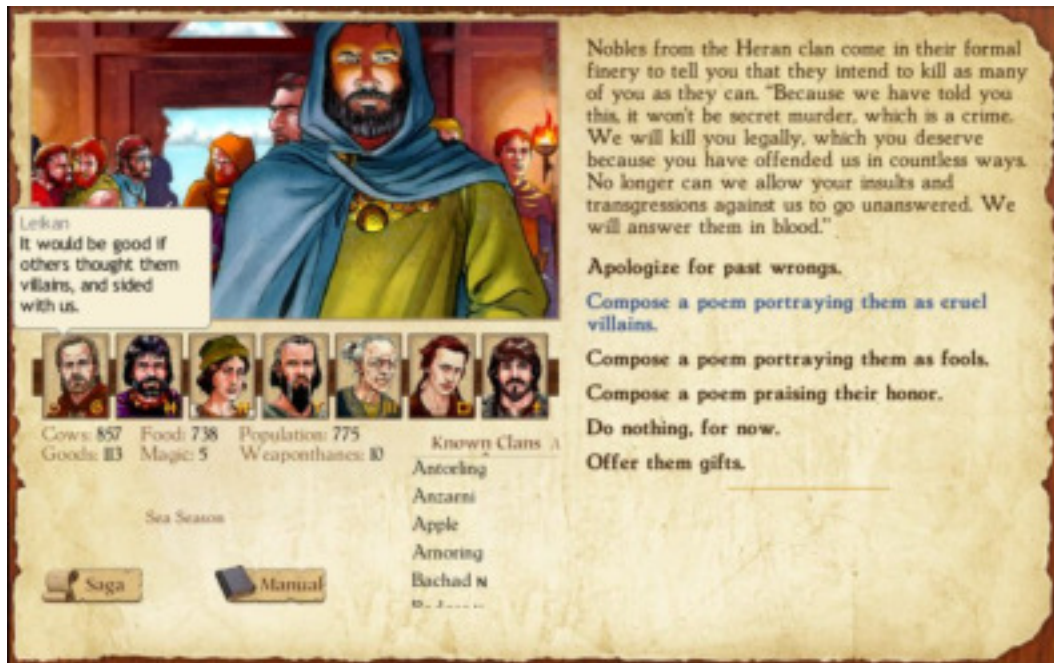 Nobles from the Heran clan come in their formal
finery to tell you that they intend to kill as many
of you as they can. “Because we have told you
this, it won't be secret murder, which is a crime.
We will kill you legally, which you deserve
because you have offended us in countless ways.
No longer can we allow your insults and
transgressions against us to go unanswered. We
will answer them in blood.”
Leikan
It would be good if
others thought them
villains, and sided
with us.
Apologize for past wrongs.
Compose a poem portraying them as cruel
villains.
Compose a poem portraying them as fools.
Compose a poem praising their honor.
Do nothing, for now.
Offer them gifts.
Cows: 857 Food: 738 Population: 775
Goods: 113 Magic: 5 Weaponthanes: 10
Known Clans
Antorling
Anzarni
Apple
Arnoring
Bachad N
Sea Season
Saga
Manual